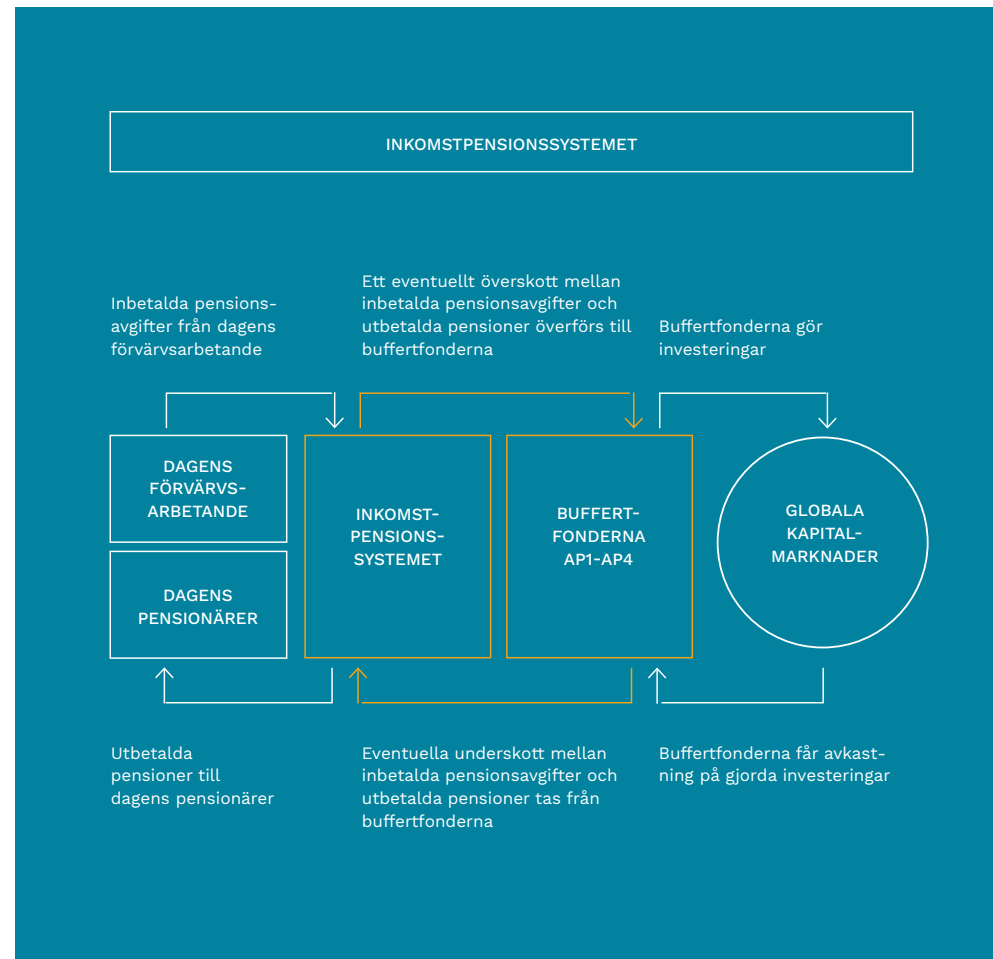 INKOMSTPENSIONSSYSTEMET
Inbetalda pensions-
avgifter från dagens
förvärvsarbetande
Ett eventuellt överskott mellan
inbetalda pensionsavgifter och
utbetalda pensioner överförs till
buffertfonderna
Buffertfonderna gör
investeringar
DAGENS
FÖRVÄRVS-
ARBETANDE
DAGENS
PENSIONÄRER
INKOMST-
PENSIONS-
SYSTEMET
BUFFERT-
FONDERNA
AP1-AP4
GLOBALA
KAPITAL-
MARKNADER
Utbetalda
pensioner till
dagens pensionärer
Eventuella underskott mellan
inbetalda pensionsavgifter och
utbetalda pensioner tas från
buffertfonderna
Buffertfonderna får avkast-
ning på gjorda investeringar